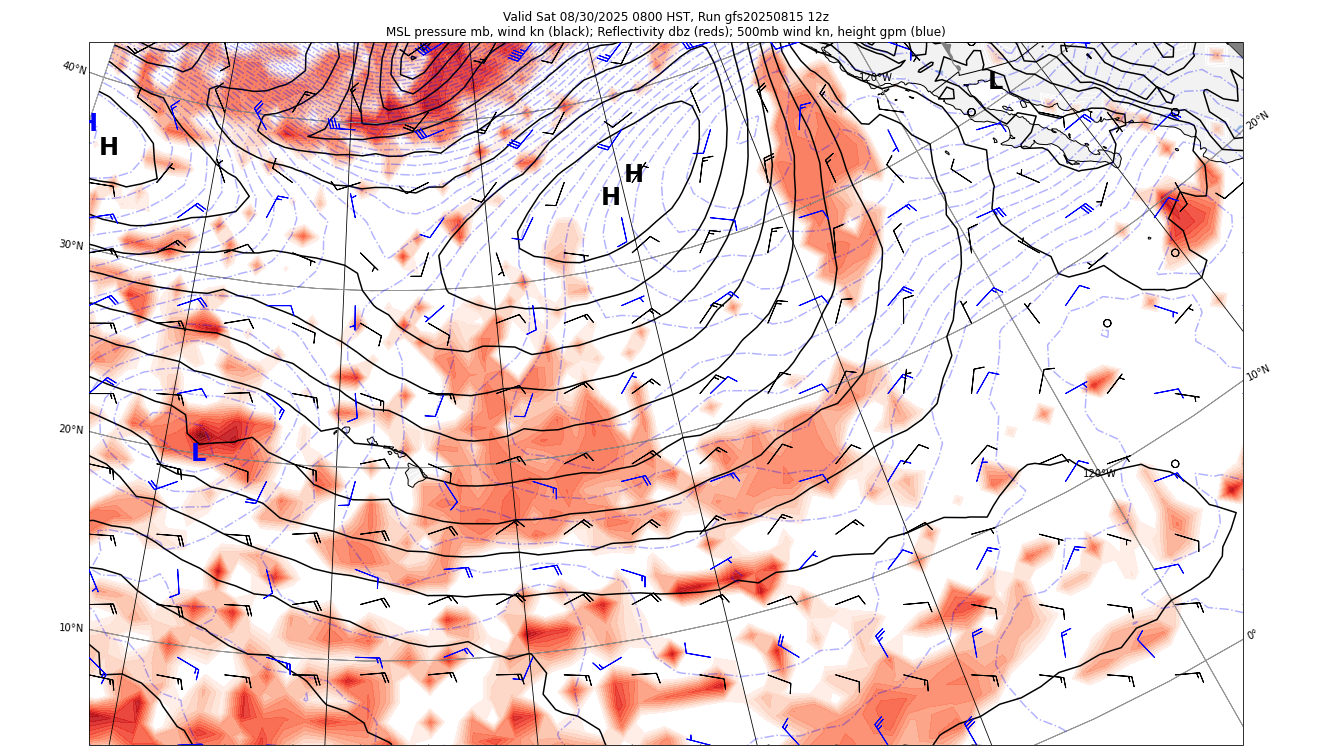 Valid Sat 08/30/2025 0800 HST, Run gfs20250815 12z
MSL pressure mb, wind kn (black); Reflectivity dbz (reds); 500mb wind kn, height gpm (blue)
40°N
120°W
L
20°N
H
H
H
H
30°N
10°N
20°N
L
120°W
10°N
0°